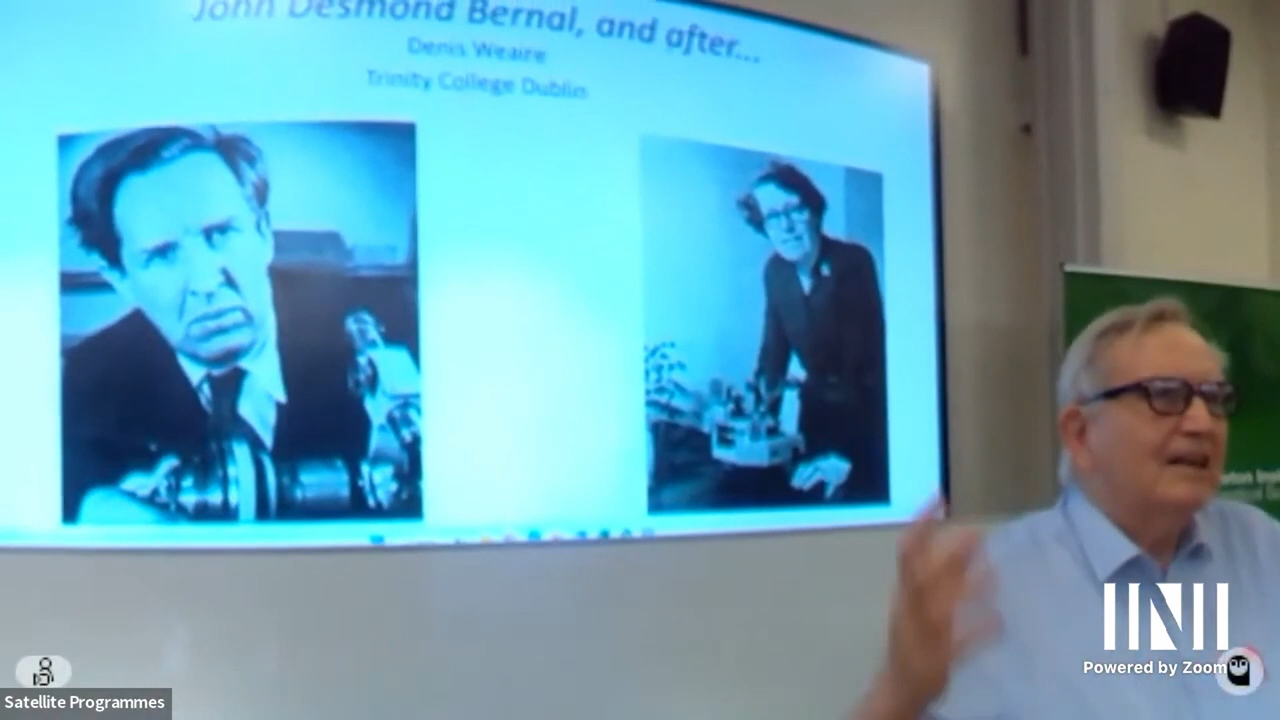 John Desmond Bernal, and after...
Denis Weaire
Trinity College Dublin
INI
Powered by Zoom
Satellite Programmes